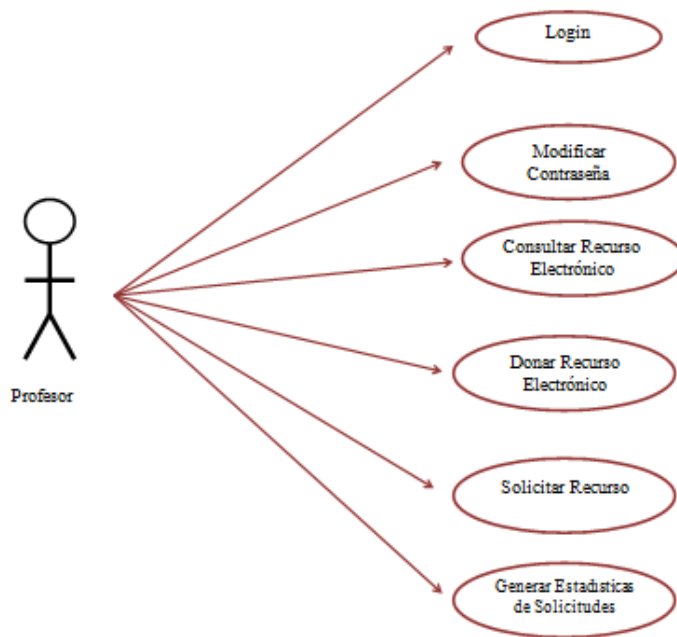 Login
Modificar
Contraseña
Consultar Recurso
Electrónico
Donar Recurso
Electrónico
Profesor
Solicitar Recurso
Generar Estadisticas
de Solicitudes